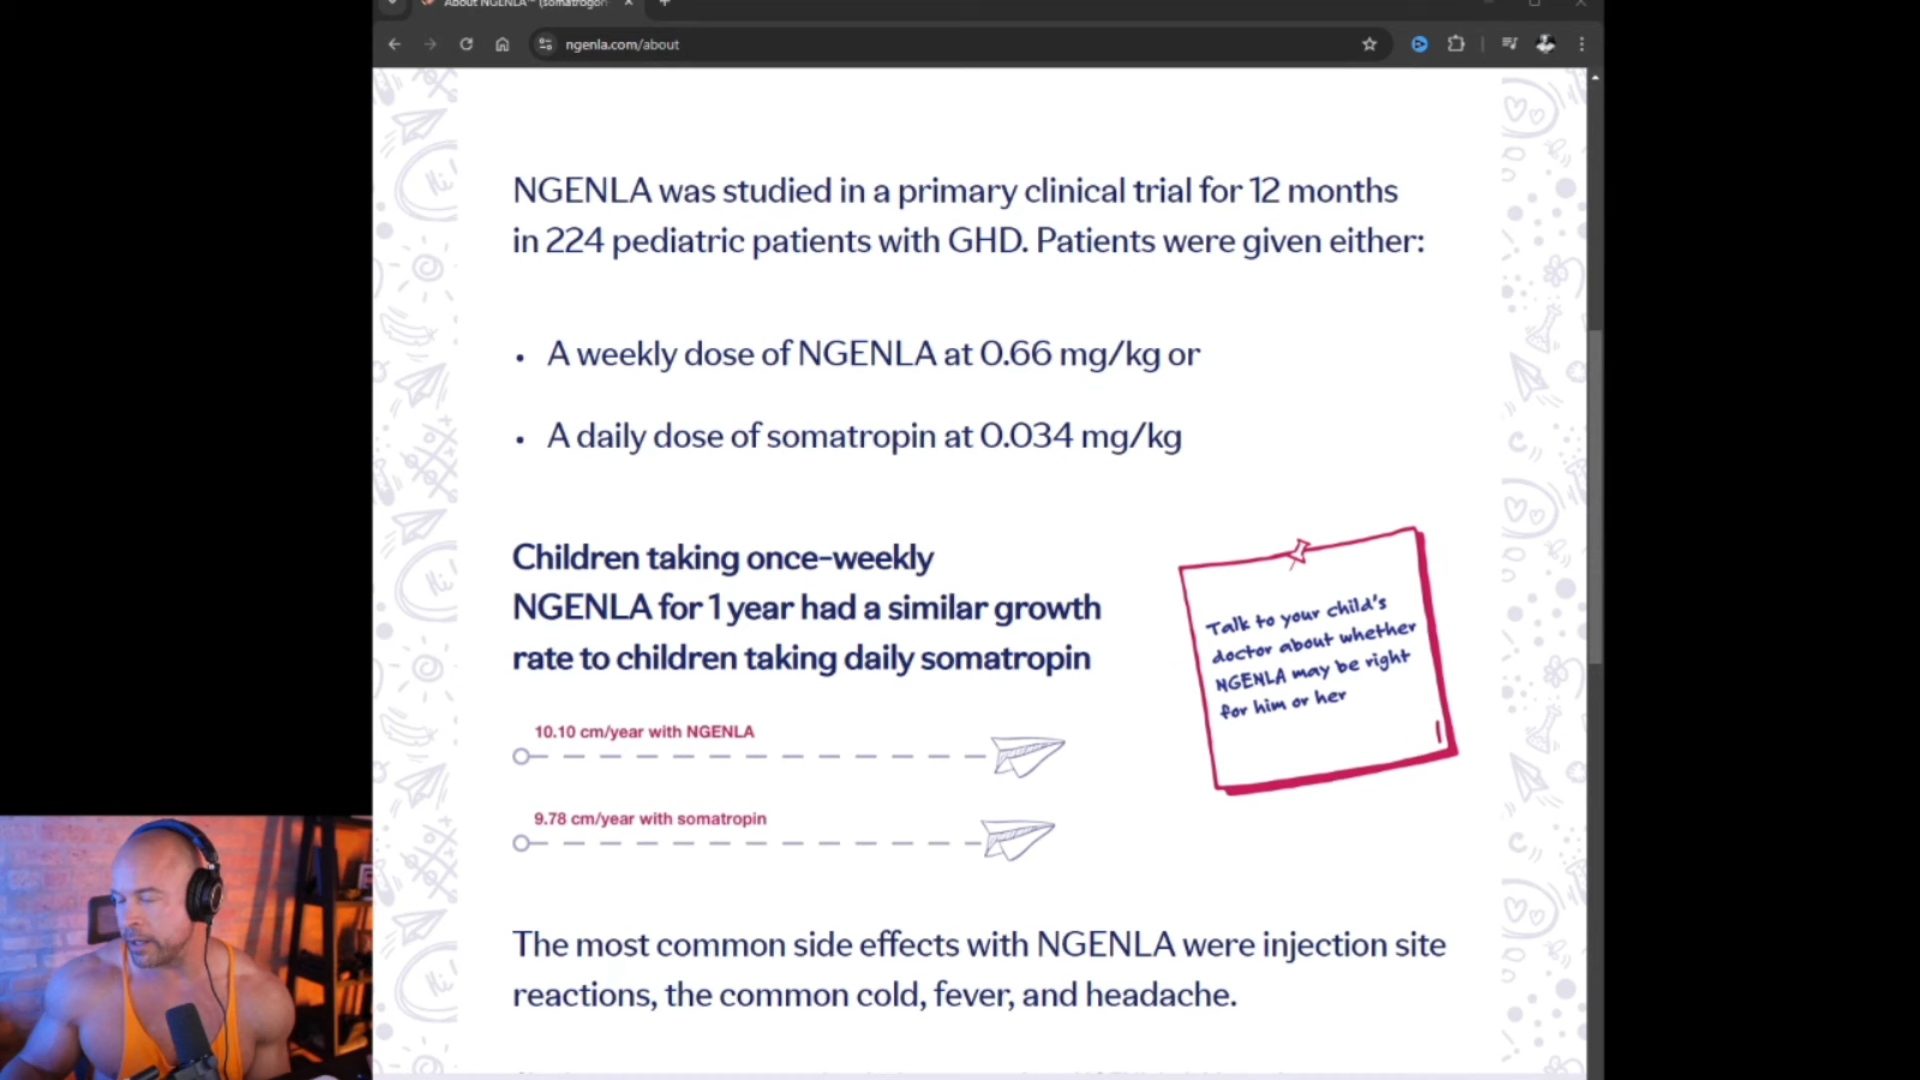 About NGENLA™ (somatrogon
ngenla.com/about
NGENLA was studied in a primary clinical trial for 12 months
in 224 pediatric patients with GHD. Patients were given either:
• A weekly dose of NGENLA at 0.66 mg/kg or
• A daily dose of somatropin at 0.034 mg/kg
Children taking once-weekly
NGENLA for 1 year had a similar growth
rate to children taking daily somatropin
Talk to your child's
doctor about whether
NGENLA may be right
for him or her
10.10 cm/year with NGENLA
9.78 cm/year with somatropin
The most common side effects with NGENLA were injection site
reactions, the common cold, fever, and headache.